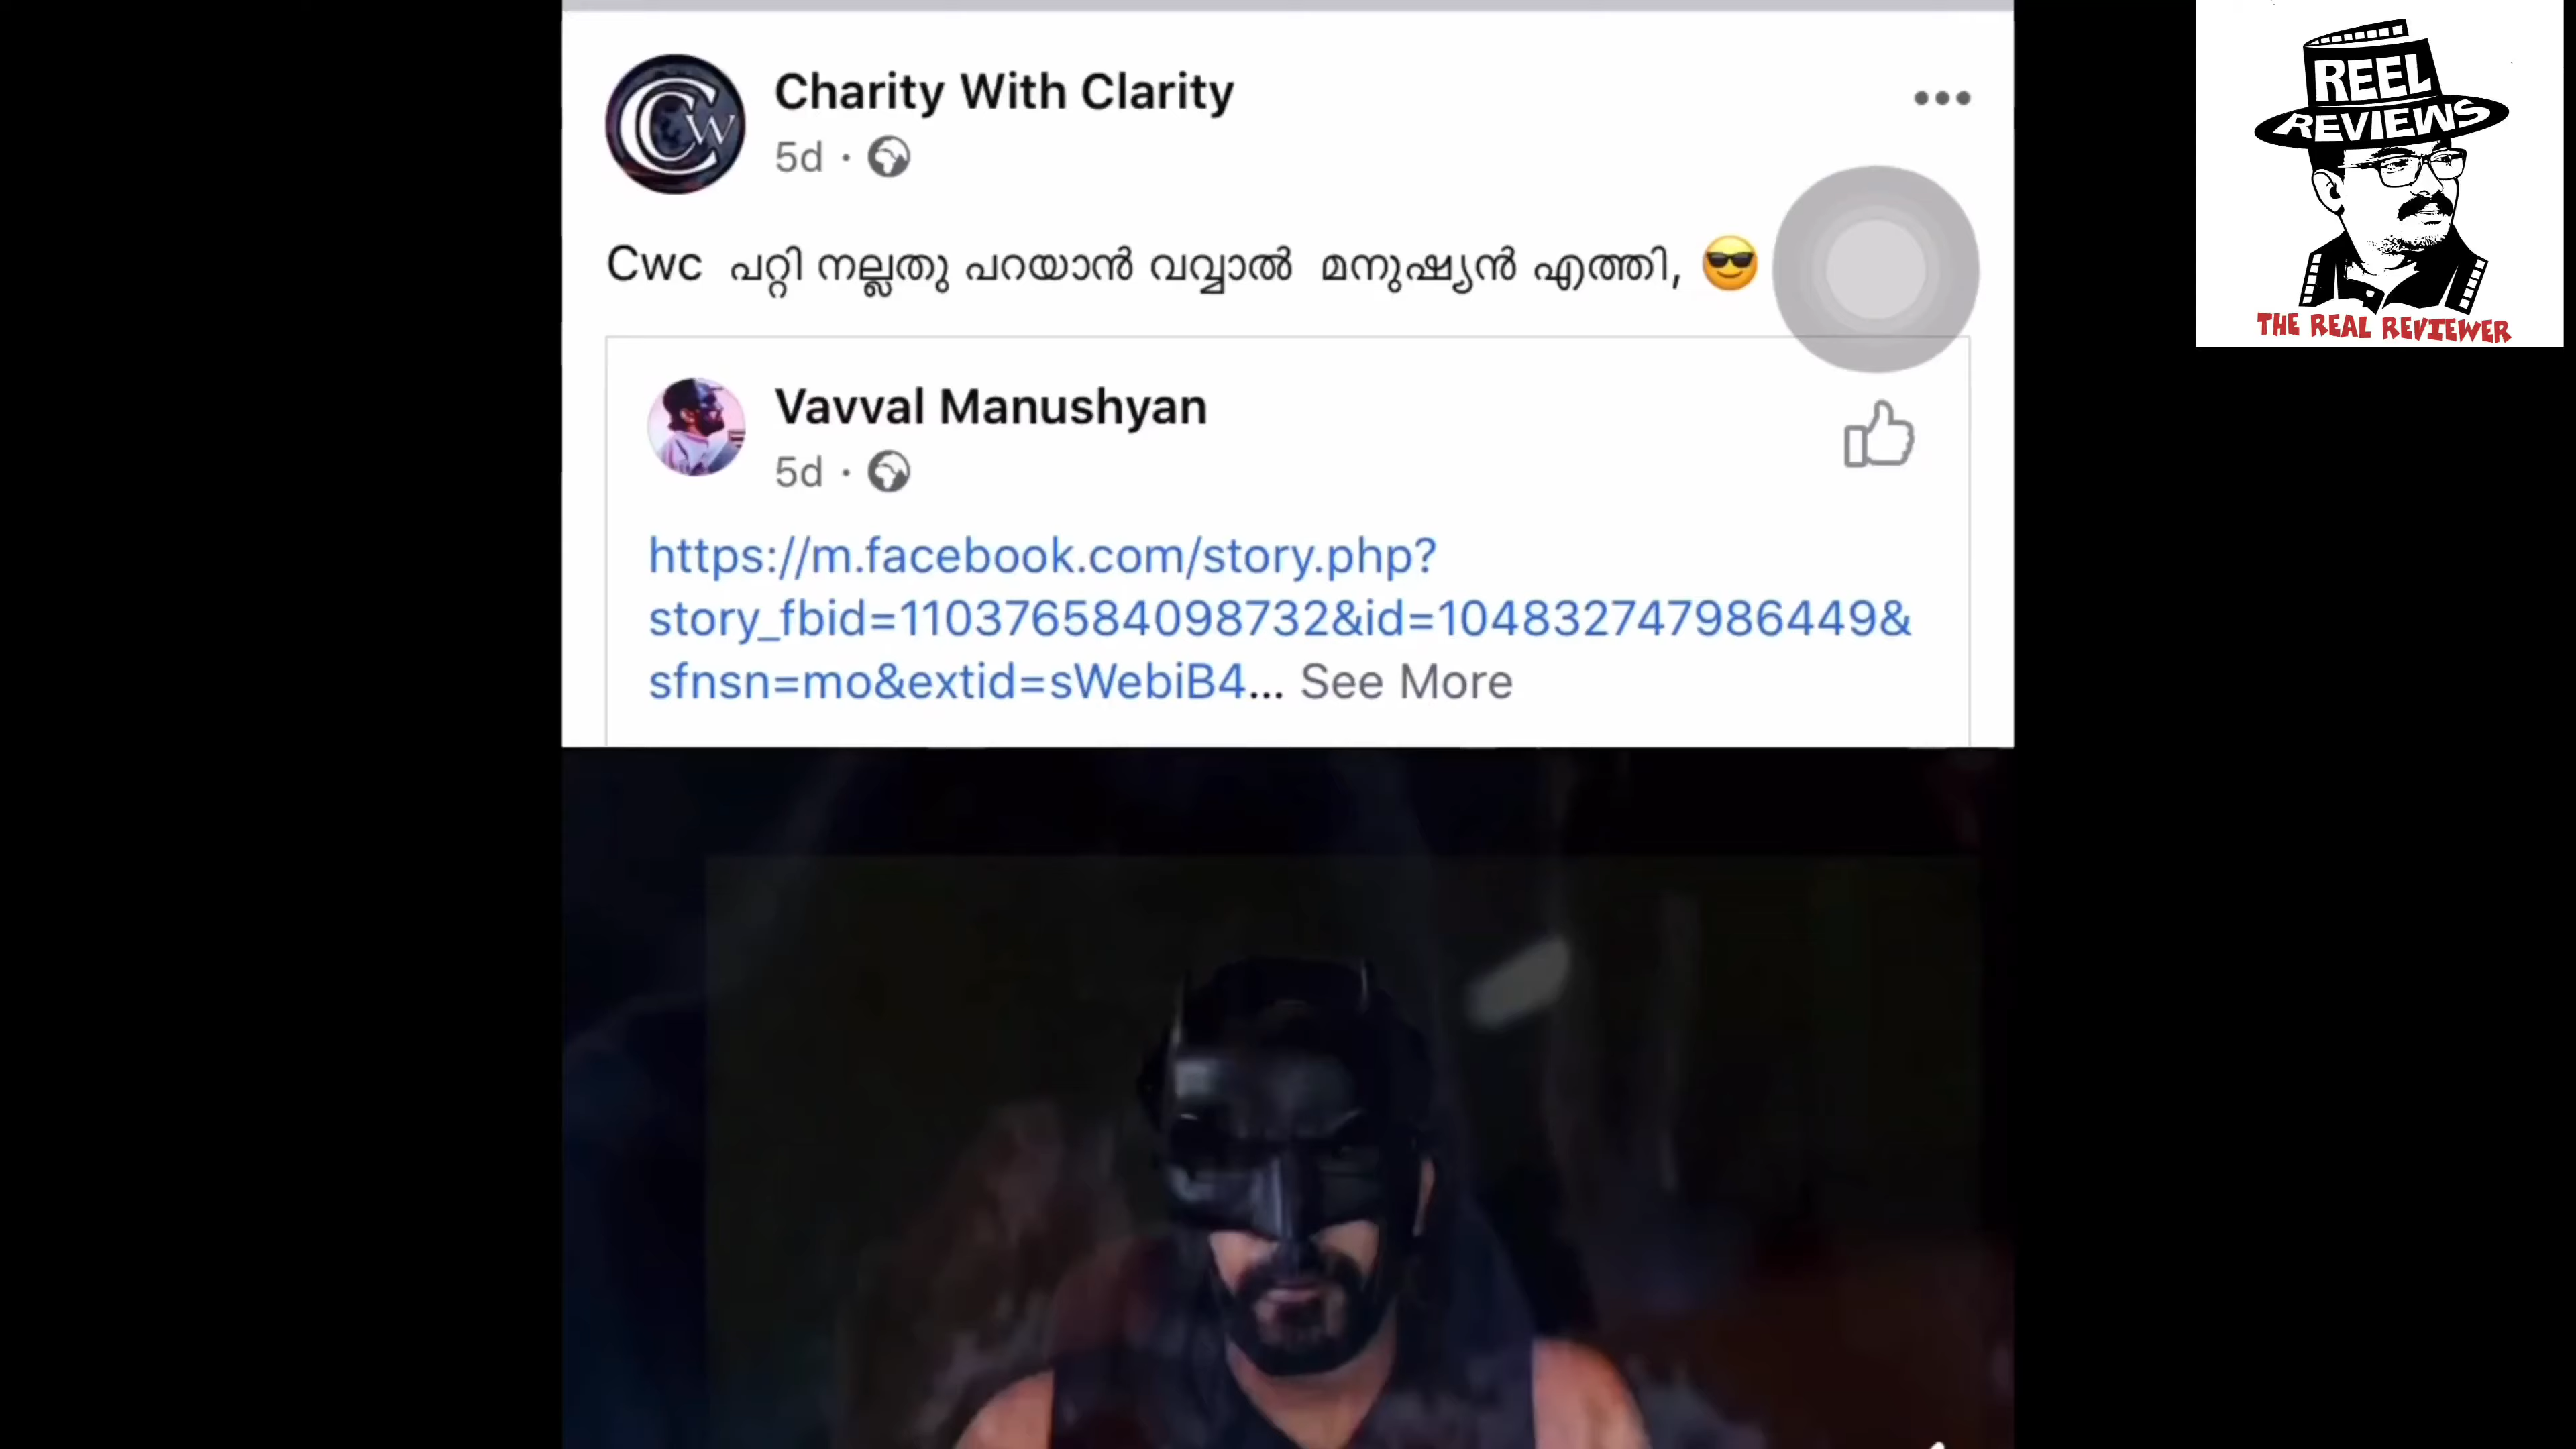 Charity With Clarity
5d ·
Cwc പറ്റി നല്ലതു പറയാൻ വവ്വാൽ മനുഷ്യൻ എത്തി, 😎
Vavval Manushyan
5d ·
https://m.facebook.com/story.php?
story_fbid=110376584098732&id=104832747986449&
sfnsn=mo&extid=sWebiB4... See More
CW
REEL
REVIEWS
THE REAL REVIEWER